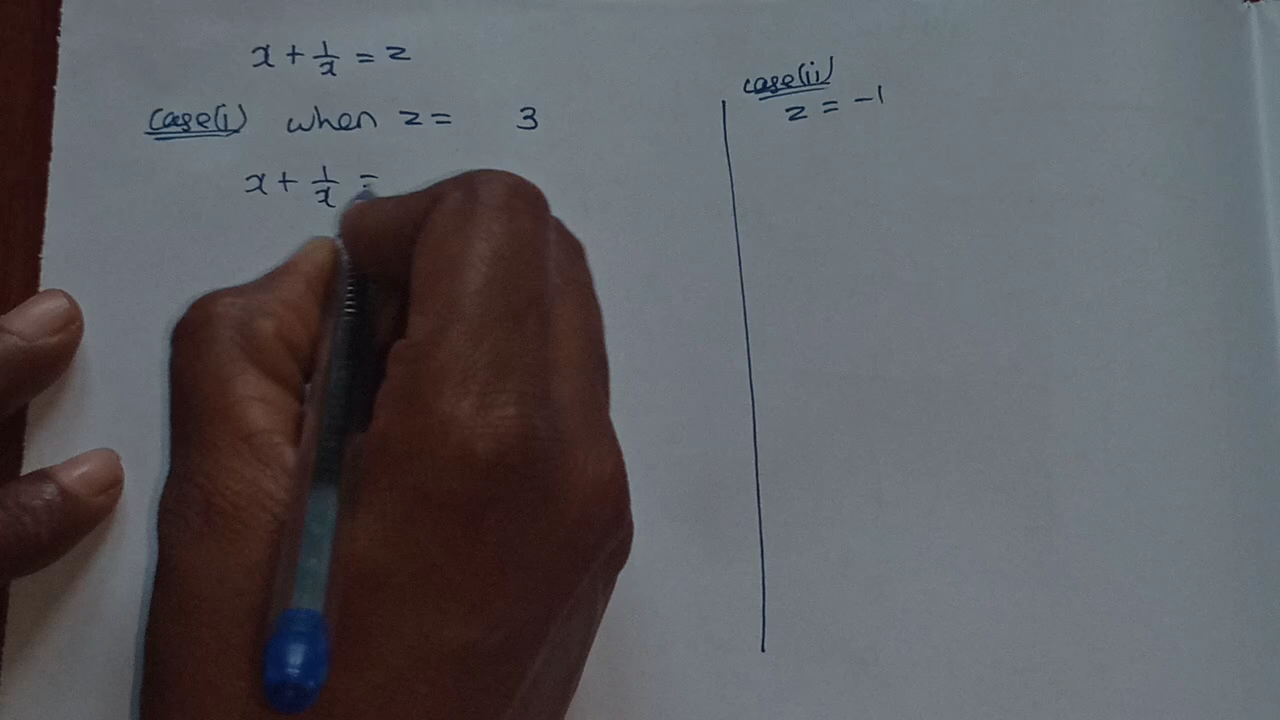 x + 1/x = z
case(i) when z = 3
x + 1/x =
case(ii)
z = -1